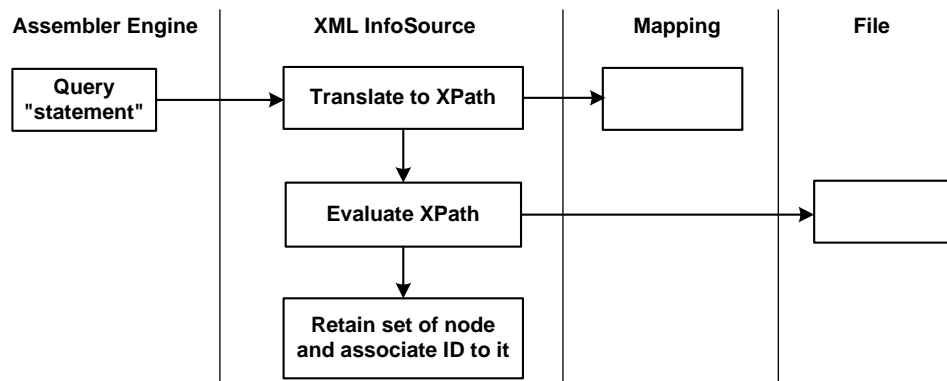 Assembler Engine
XML InfoSource
Mapping
File
Query
"statement"
Translate to XPath
Evaluate XPath
Retain set of node
and associate ID to it